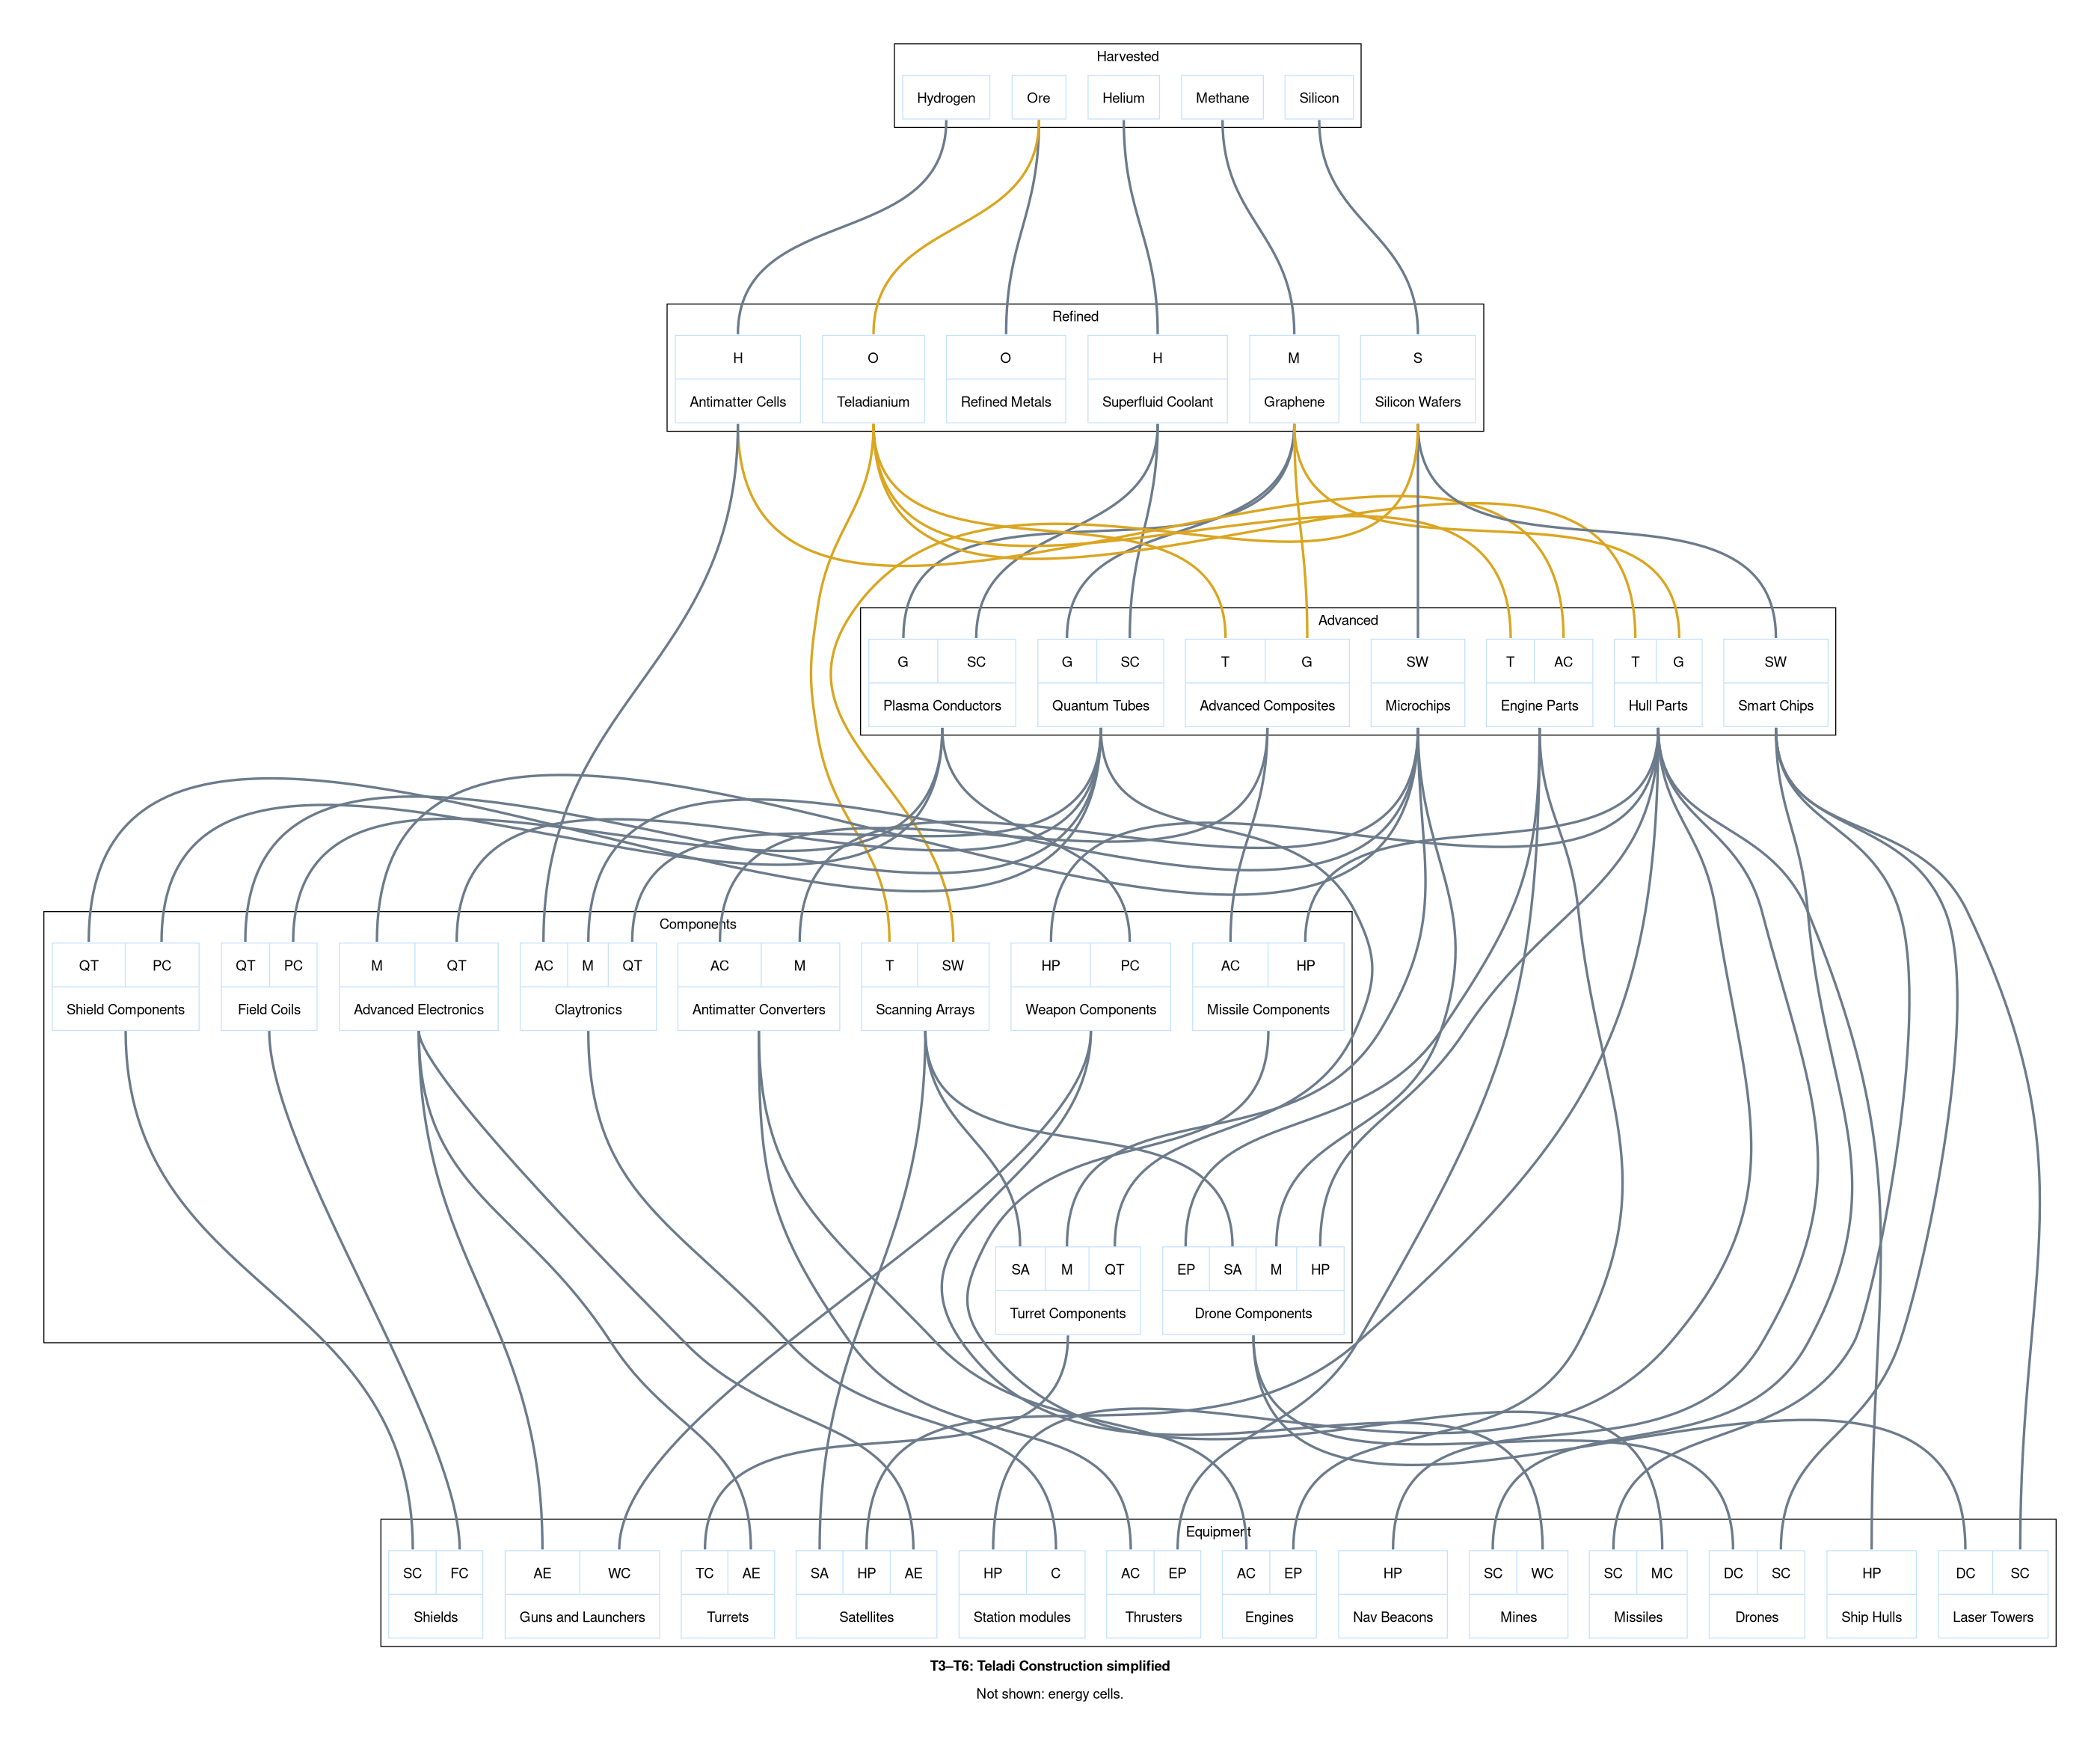 Harvested
Hydrogen Ore Helium Methane Silicon
Refined
H O O H M S
Antimatter Cells Teladianium Refined Metals Superfluid Coolant Graphene Silicon Wafers
Advanced
G SC G SC T G SW T AC T G SW
Plasma Conductors Quantum Tubes Advanced Composites Microchips Engine Parts Hull Parts Smart Chips
Components
QT PC QT PC M QT AC M QT AC M T SW HP PC AC HP
Shield Components Field Coils Advanced Electronics Claytronics Antimatter Converters Scanning Arrays Weapon Components Missile Components
SA M QT EP SA M HP
Turret Components Drone Components
Equipment
SC FC AE WC TC AE SA HP AE HP C AC EP AC EP HP SC WC SC MC DC SC HP DC SC
Shields Guns and Launchers Turrets Satellites Station modules Thrusters Engines Nav Beacons Mines Missiles Drones Ship Hulls Laser Towers
T3–T6: Teladi Construction simplified
Not shown: energy cells.